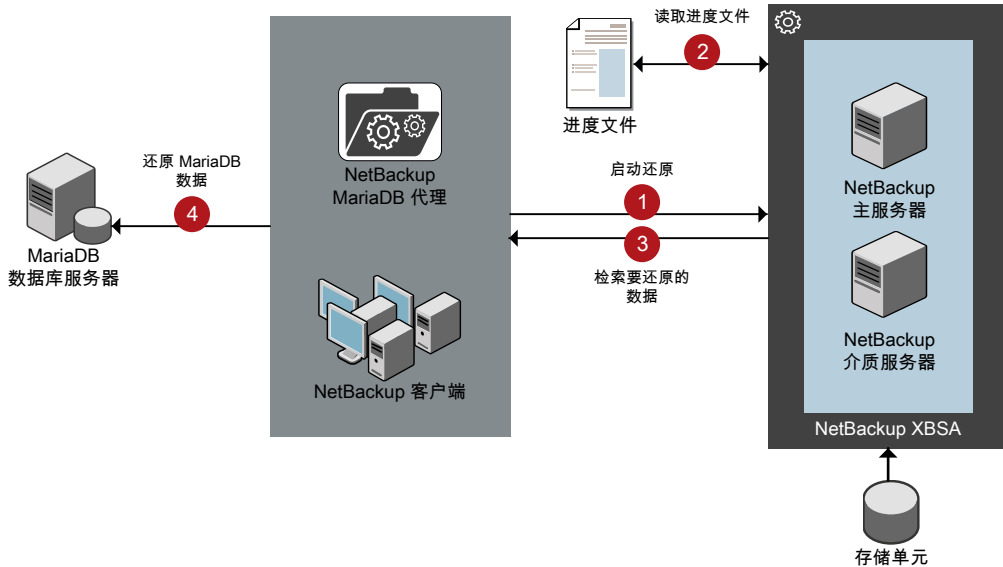 读取进度文件
2
进度文件
NetBackup
MariaDB 代理
还原 MariaDB
数据
4
MariaDB
数据库服务器
启动还原
1
3
检索要还原的
数据
NetBackup 客户端
NetBackup
主服务器
NetBackup
介质服务器
NetBackup XBSA
存储单元